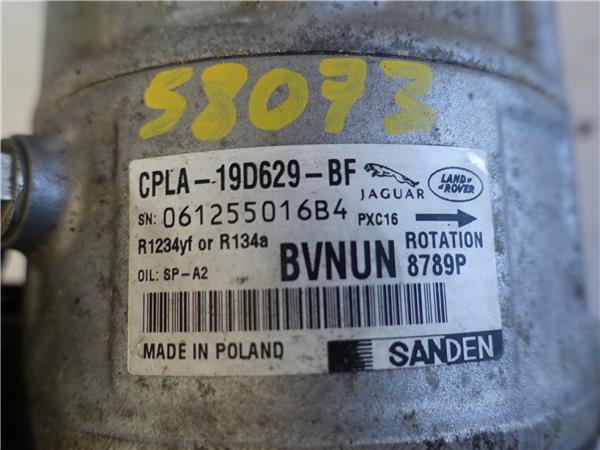 58073
CPLA-19D629-BF JAGUAR LAND-ROVER
SN: 061255016B4 PXC16
R1234yf or R134a BVNUN ROTATION
OIL: SP-A2 8789P
MADE IN POLAND SANDEN